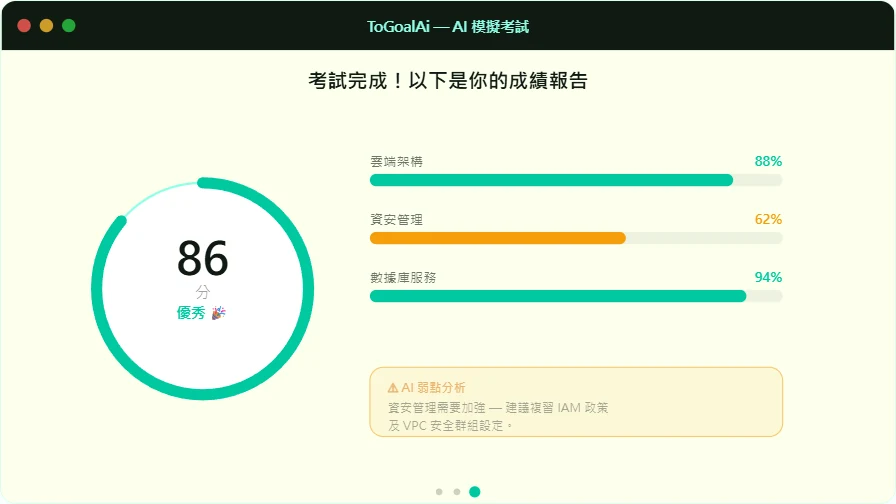 ToGoalAi — AI 模擬考試
考試完成！以下是你的成績報告
86
分
優秀 🎉
雲端架構 88%
資安管理 62%
數據庫服務 94%
⚠ AI 弱點分析
資安管理需要加強 — 建議複習 IAM 政策
及 VPC 安全群組設定。